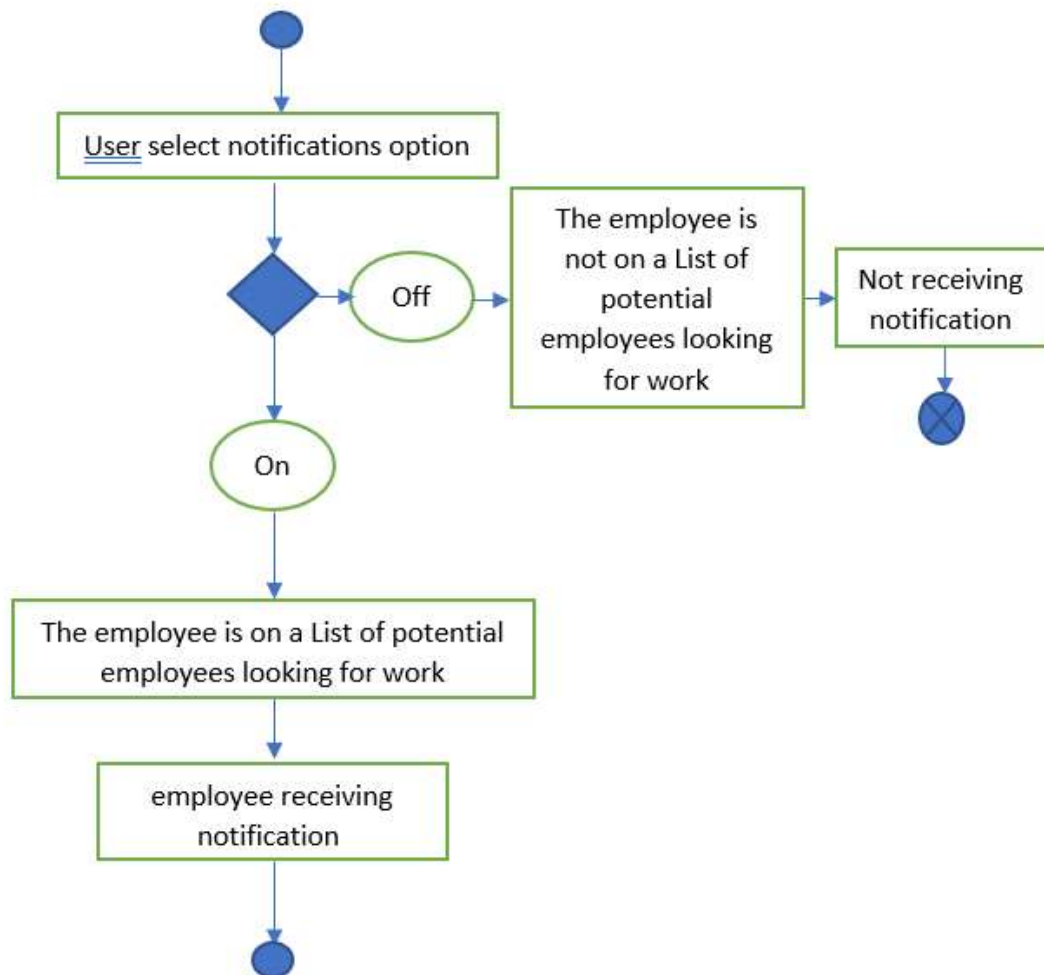 User select notifications option
Off
The employee is
not on a List of
potential
employees looking
for work
Not receiving
notification
On
The employee is on a List of potential
employees looking for work
employee receiving
notification